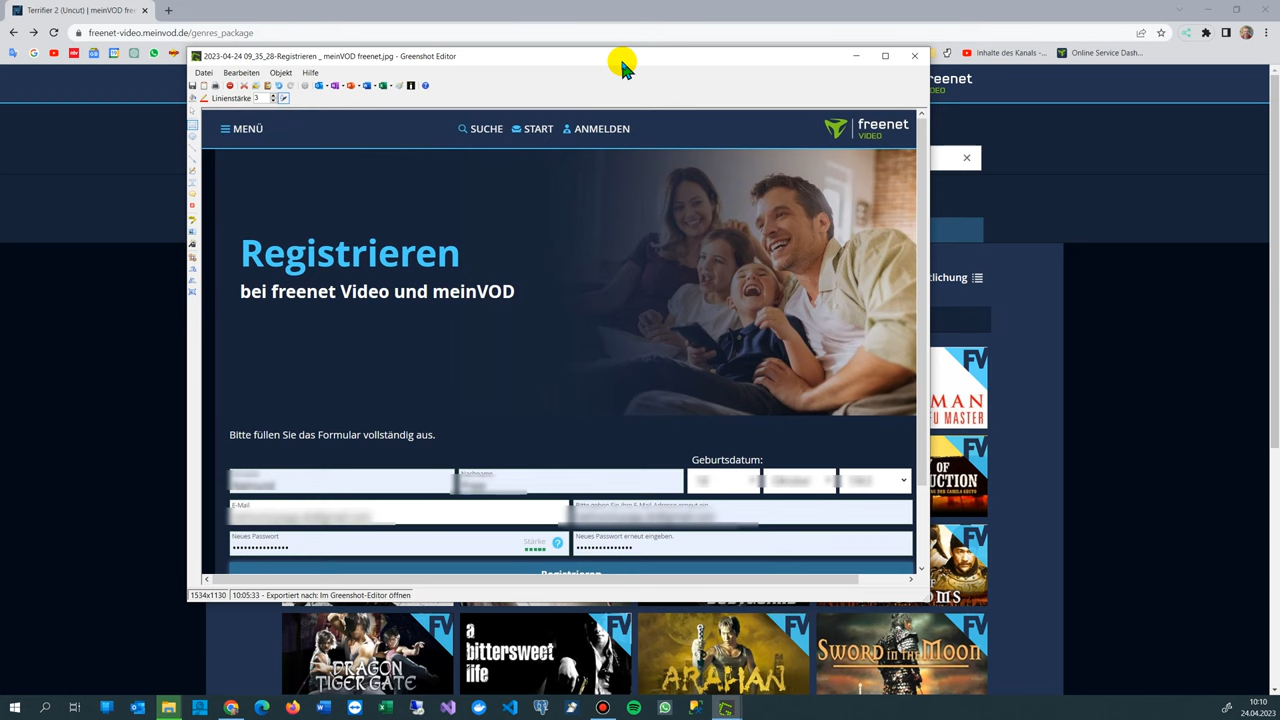 Terrifier 2 (Uncut) | meinVOD fre
freenet-video.meinvod.de/genres_package
Inhalte des Kanals -...
Online Service Dash...
2023-04-24 09_35_28-Registrieren _ meinVOD freenet.jpg - Greenshot Editor
Datei Bearbeiten Objekt Hilfe
Linienstärke 3
MENÜ SUCHE START ANMELDEN freenet
VIDEO
Registrieren
bei freenet Video und meinVOD
lichung
Bitte füllen Sie das Formular vollständig aus.
Geburtsdatum:
Nachname
E-Mail
Neues Passwort Stärke
Neues Passwort erneut eingeben.
Registrieren
1534x1130 10:05:33 - Exportiert nach: Im Greenshot-Editor öffnen
FV
DRAGON
TIGER GATE
a
bittersweet
life
ARAHAN
SWORD IN THE MOON
10:10
24.04.2023